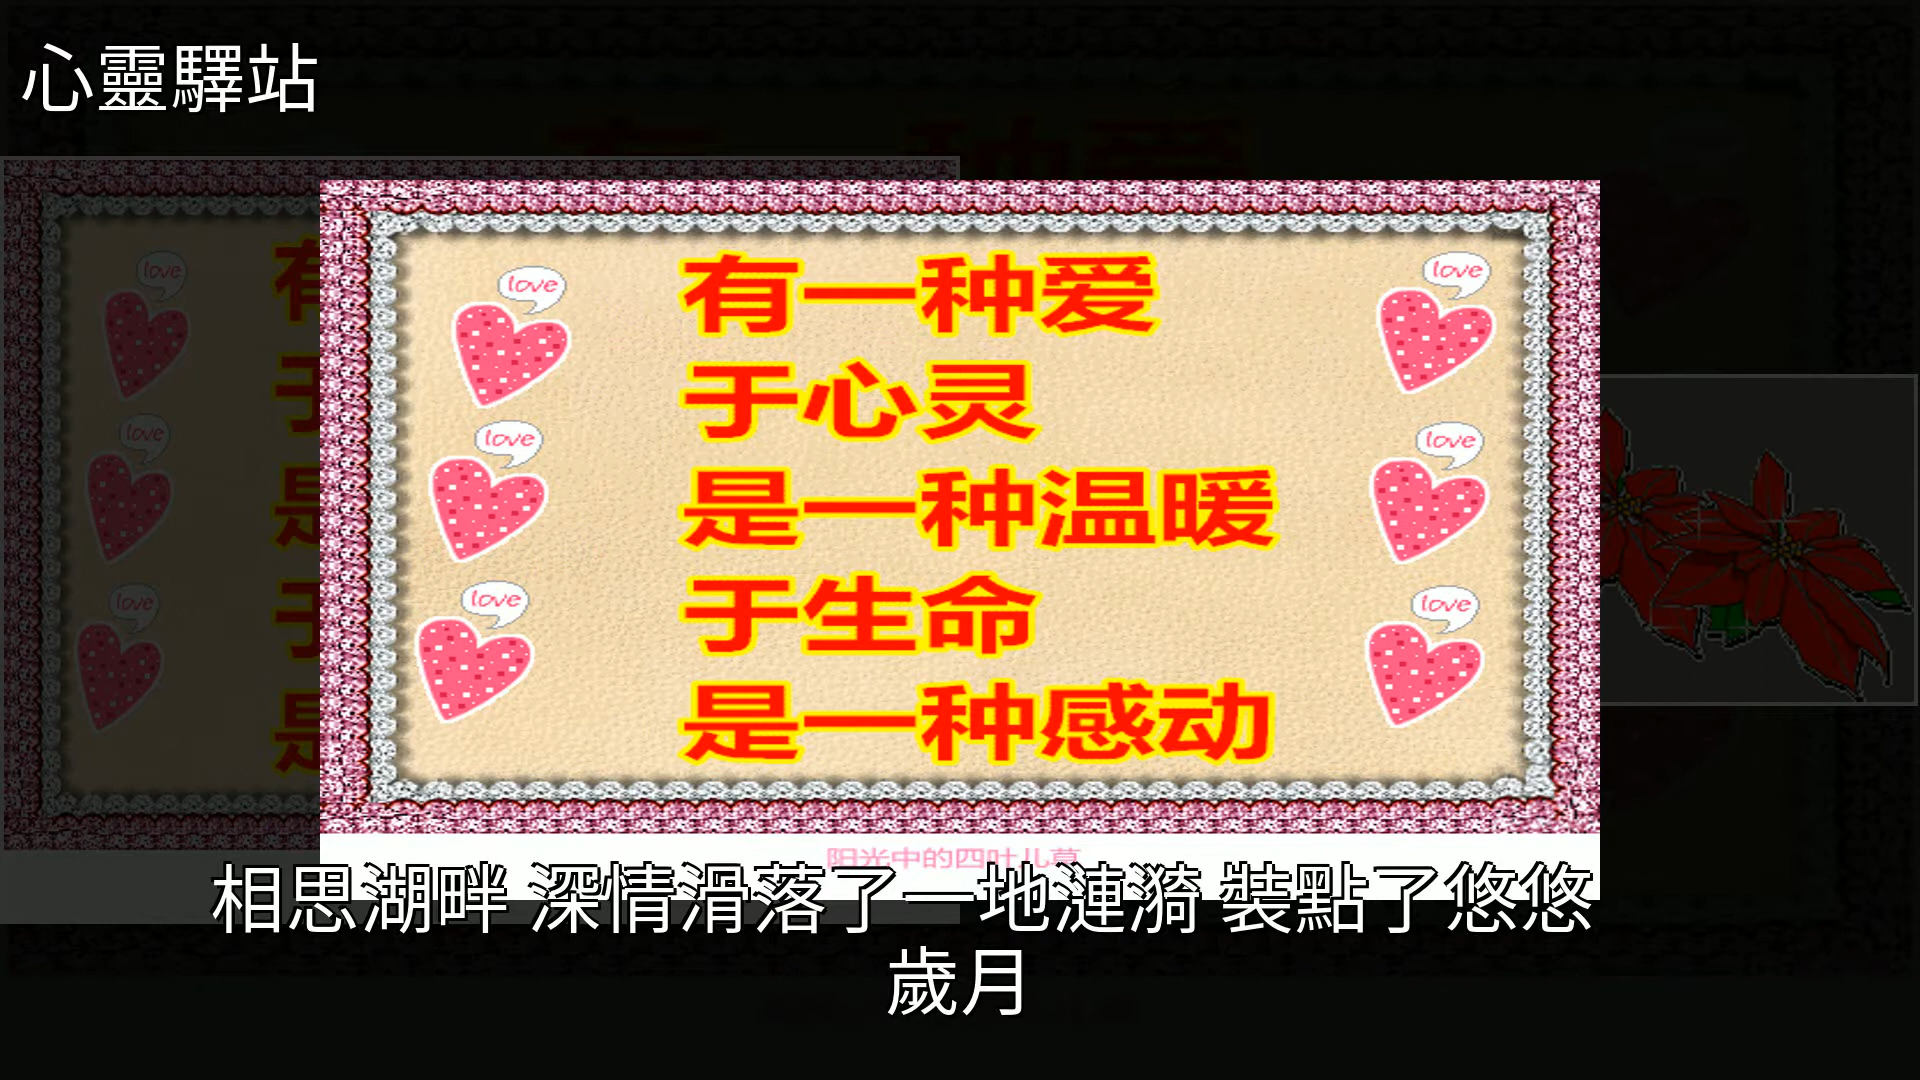 心靈驛站
有一种爱
于心灵
是一种温暖
于生命
是一种感动
love
love
love
love
love
love
阳光中的四叶儿草
相思湖畔 深情滑落了一地漣漪 裝點了悠悠
歲月